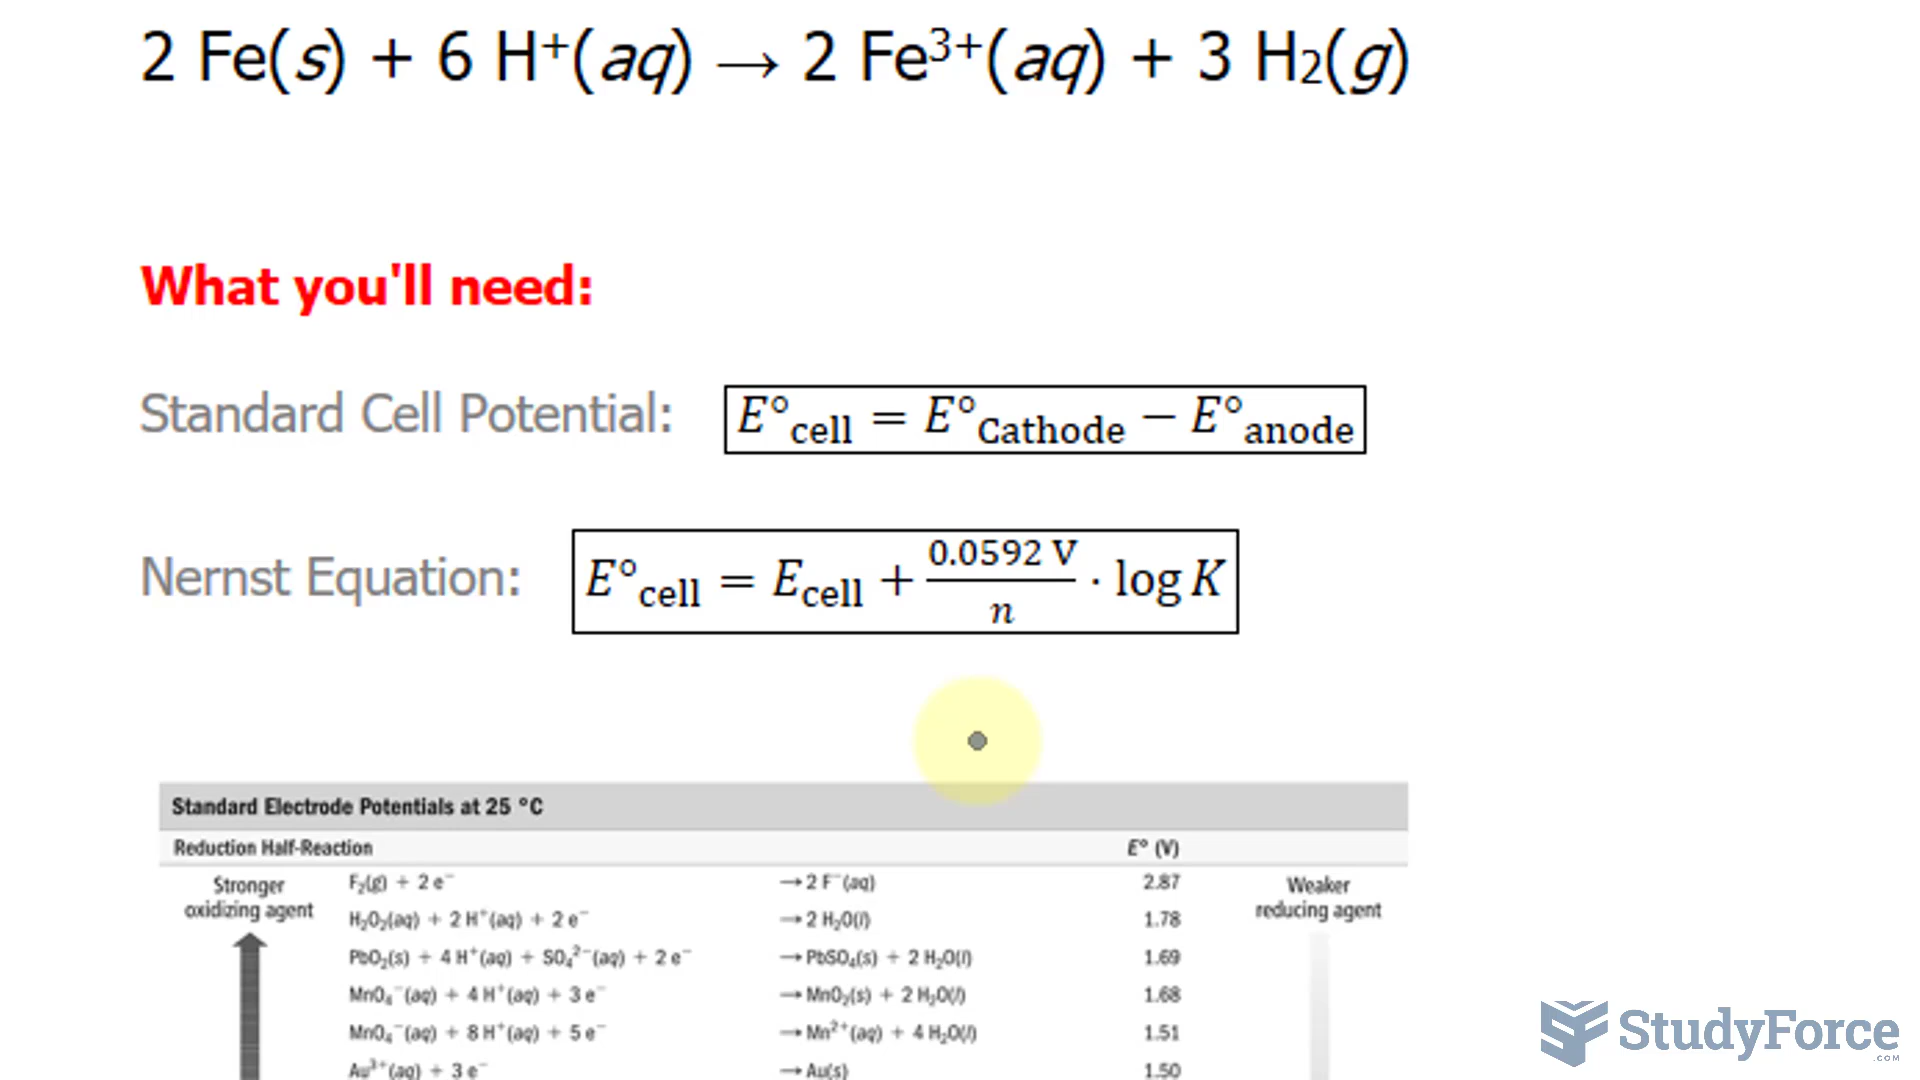 2 Fe(s) + 6 H⁺(aq) → 2 Fe³⁺(aq) + 3 H₂(g)
What you'll need:
Standard Cell Potential: E°cell = E°Cathode − E°anode
Nernst Equation: E°cell = Ecell + 0.0592 V / n · log K
Standard Electrode Potentials at 25 °C
Reduction Half-Reaction E° (V)
Stronger oxidizing agent
Weaker reducing agent
F₂(g) + 2 e⁻ → 2 F⁻(aq) 2.87
H₂O₂(aq) + 2 H⁺(aq) + 2 e⁻ → 2 H₂O(l) 1.78
PbO₂(s) + 4 H⁺(aq) + SO₄²⁻(aq) + 2 e⁻ → PbSO₄(s) + 2 H₂O(l) 1.69
MnO₄⁻(aq) + 4 H⁺(aq) + 3 e⁻ → MnO₂(s) + 2 H₂O(l) 1.68
MnO₄⁻(aq) + 8 H⁺(aq) + 5 e⁻ → Mn²⁺(aq) + 4 H₂O(l) 1.51
Au³⁺(aq) + 3 e⁻ → Au(s) 1.50
StudyForce
.COM